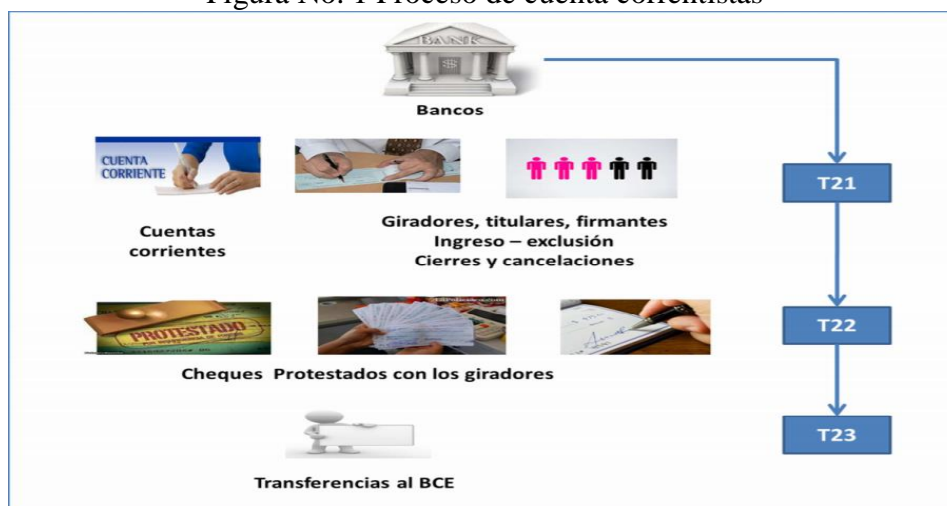 Figura No. 1 Proceso de cuenta correntistas
BANK
Bancos
CUENTA
CORRIENTE
T21
Cuentas
corrientes
Giradores, titulares, firmantes
Ingreso – exclusión
Cierres y cancelaciones
PROTESTADO
T22
Cheques Protestados con los giradores
T23
Transferencias al BCE